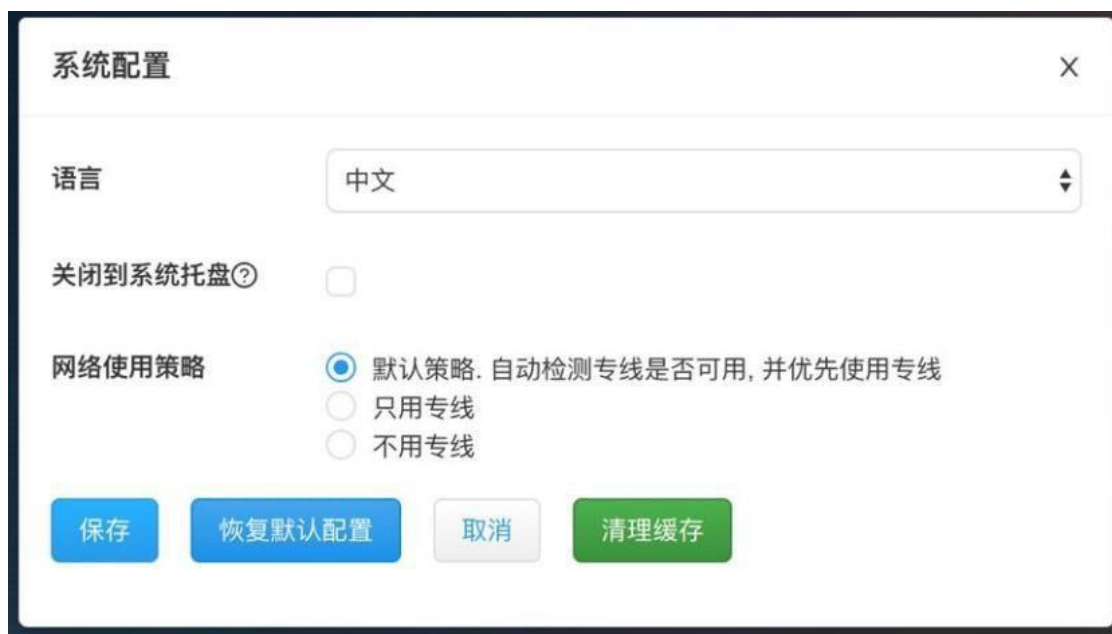 系统配置
语言
中文
关闭到系统托盘?
网络使用策略
默认策略. 自动检测专线是否可用, 并优先使用专线
只用专线
不用专线
保存
恢复默认配置
取消
清理缓存